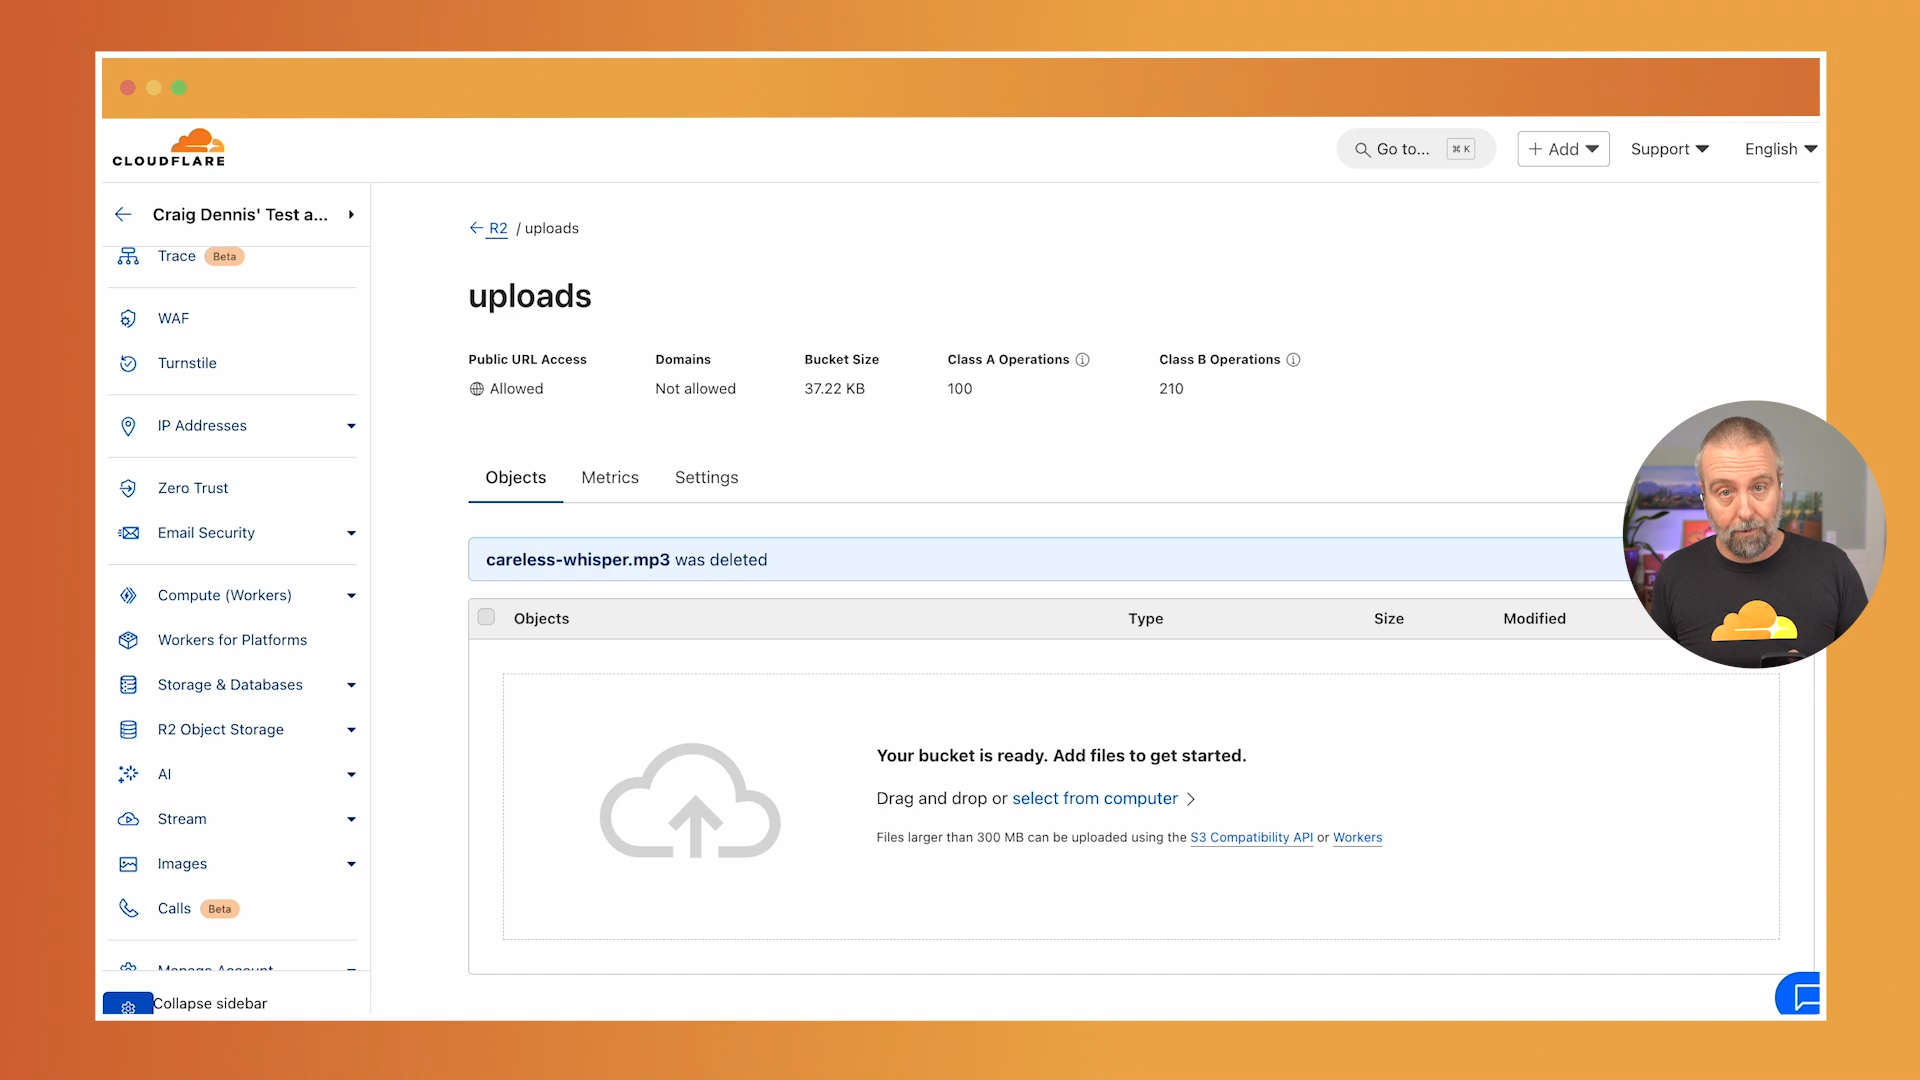 CLOUDFLARE
Go to... ⌘ K
+ Add
Support
English
Craig Dennis' Test a...
Trace Beta
WAF
Turnstile
IP Addresses
Zero Trust
Email Security
Compute (Workers)
Workers for Platforms
Storage & Databases
R2 Object Storage
AI
Stream
Images
Calls Beta
Manage Account
Collapse sidebar
← R2 / uploads
uploads
Public URL Access Domains Bucket Size Class A Operations Class B Operations
Allowed Not allowed 37.22 KB 100 210
Objects Metrics Settings
careless-whisper.mp3 was deleted
Objects Type Size Modified
Your bucket is ready. Add files to get started.
Drag and drop or select from computer
Files larger than 300 MB can be uploaded using the S3 Compatibility API or Workers